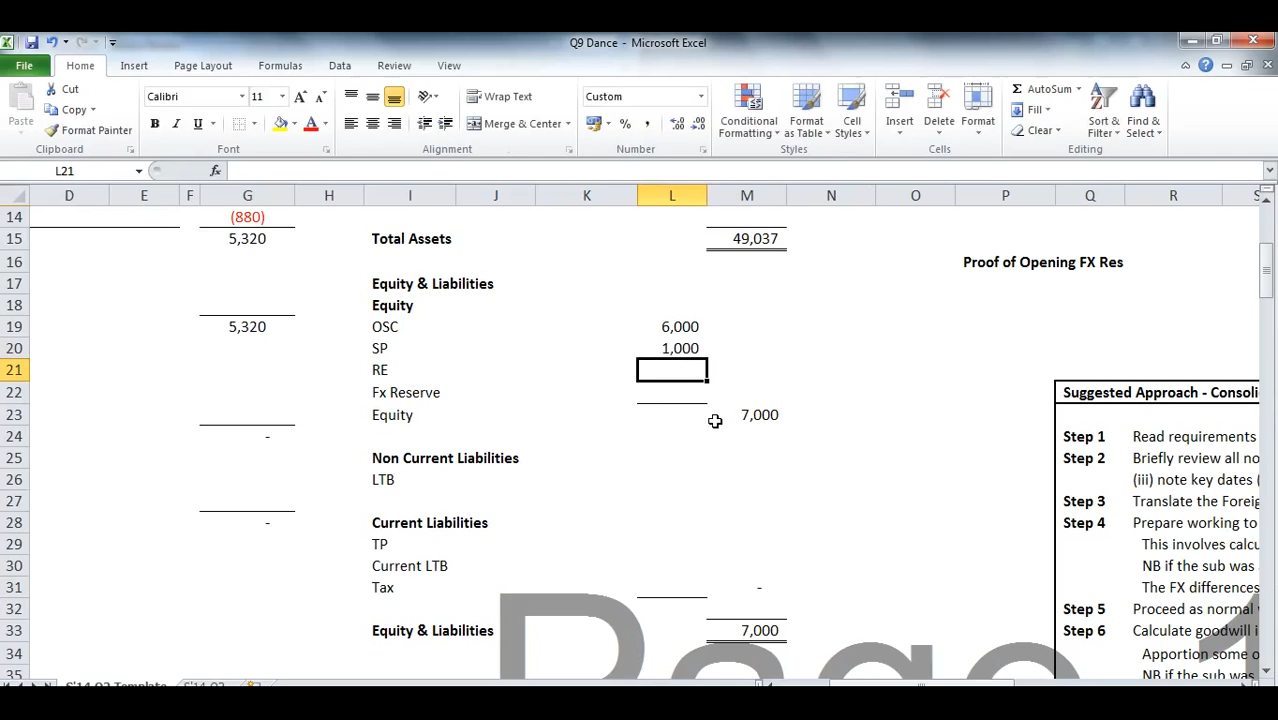 Q9 Dance - Microsoft Excel
File Home Insert Page Layout Formulas Data Review View
Paste
Cut
Copy
Format Painter
Clipboard
Calibri 11
Font
Wrap Text
Merge & Center
Alignment
Custom
Number
Conditional Formatting
Format as Table
Cell Styles
Styles
Insert
Delete
Format
Cells
AutoSum
Fill
Clear
Sort & Filter
Find & Select
Editing
L21
D E F G H I J K L M N O P Q R S
14 (880)
15 5,320 Total Assets 49,037
16 Proof of Opening FX Res
17 Equity & Liabilities
18 Equity
19 5,320 OSC 6,000
20 SP 1,000
21 RE
22 Fx Reserve Suggested Approach - Consoli
23 Equity 7,000
24 - Step 1 Read requirements
25 Non Current Liabilities Step 2 Briefly review all no
26 LTB (iii) note key dates (
27 Step 3 Translate the Foreig
28 - Current Liabilities Step 4 Prepare working to
29 TP This involves calcu
30 Current LTB NB if the sub was
31 Tax - The FX differences
32 Step 5 Proceed as normal
33 Equity & Liabilities 7,000 Step 6 Calculate goodwill i
34 Apportion some o
35 NB if the sub was
Page 1
S'14 Q2 Template S'14 Q2